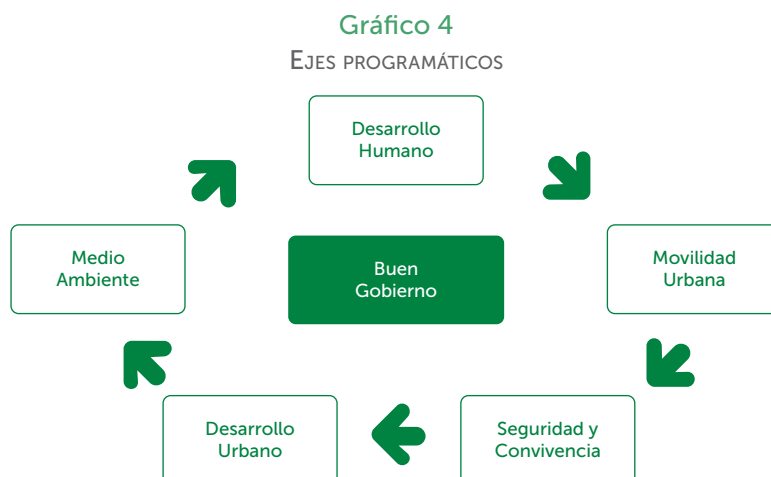 Gráfico 4
Ejes programáticos
Desarrollo
Humano
Medio
Ambiente
Buen
Gobierno
Movilidad
Urbana
Desarrollo
Urbano
Seguridad y
Convivencia